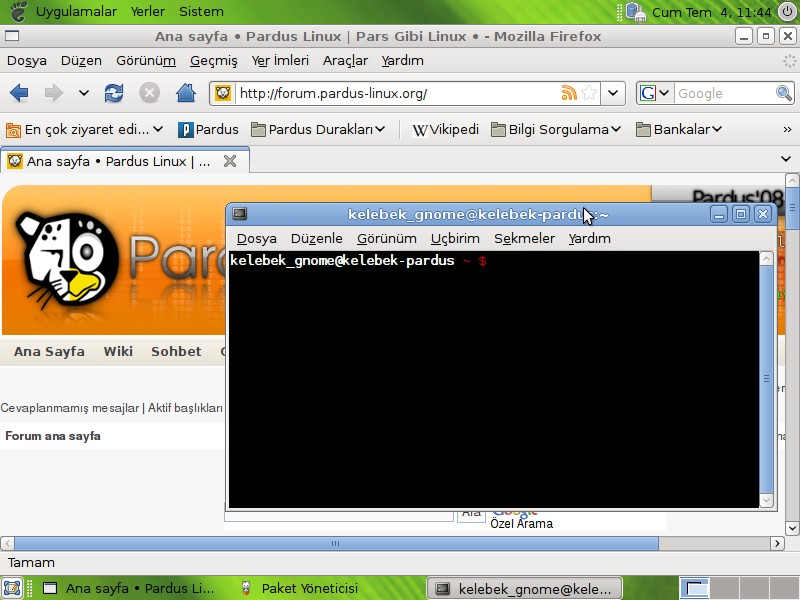 Uygulamalar Yerler Sistem Cum Tem 4, 11:44
Ana sayfa • Pardus Linux | Pars Gibi Linux • - Mozilla Firefox
Dosya Düzen Görünüm Geçmiş Yer İmleri Araçlar Yardım
http://forum.pardus-linux.org/ G Google
En çok ziyaret edi... Pardus Pardus Durakları W Vikipedi Bilgi Sorgulama Bankalar »
Ana sayfa • Pardus Linux | ...
Pardus'08
Pardu
kelebek_gnome@kelebek-pardus:~
Dosya Düzenle Görünüm Uçbirim Sekmeler Yardım
kelebek_gnome@kelebek-pardus ~ $
Ana Sayfa Wiki Sohbet
Cevaplanmamış mesajlar | Aktif başlıkları
Forum ana sayfa
Ara Google
Özel Arama
Tamam
Ana sayfa • Pardus Li... Paket Yöneticisi kelebek_gnome@kele...